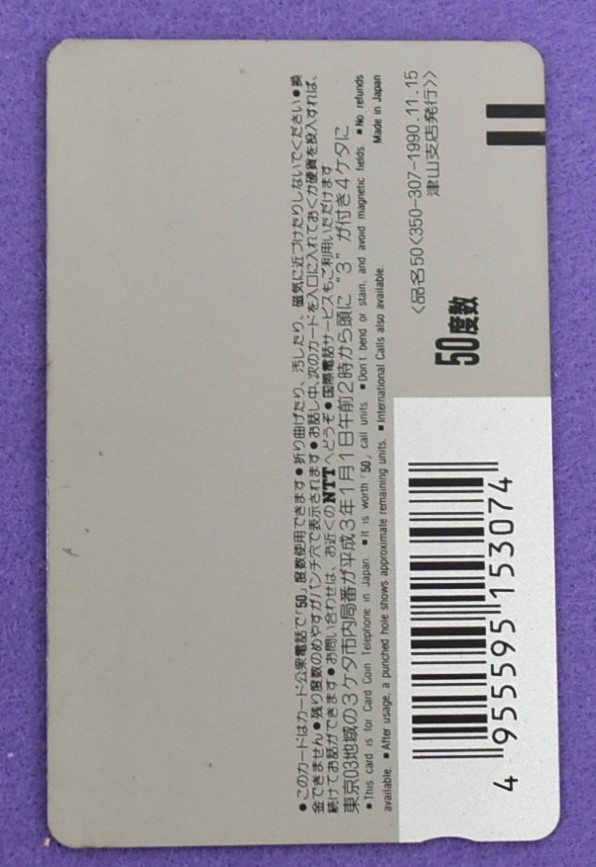 ●このカードはカード公衆電話で「50」度数使用できます●折り曲げたり、汚したり、磁気に近づけたりしないでください●換
金できません●残り度数のめやすがパンチ穴で表示されます●お話し中、次のカードを入口に入れておくか硬貨を投入すれば、
続けてお話ができます●お問い合わせは、お近くのNTTへどうぞ●国際電話サービスもご利用いただけます
東京03地域の3ケタ市内局番が平成3年1月1日午前2時から頭に"3"が付き4ケタに
●This card is for Card Coin Telephone in Japan. ●It is worth「50」call units. ●Don't bend or stain, and avoid magnetic fields. ●No refunds
available. ●After usage, a punched hole shows approximate remaining units. ●International Calls also available.
Made in Japan
〈品名50〈350-307-1990.11.15
津山支店発行〉〉
50度数
4 955595 153074